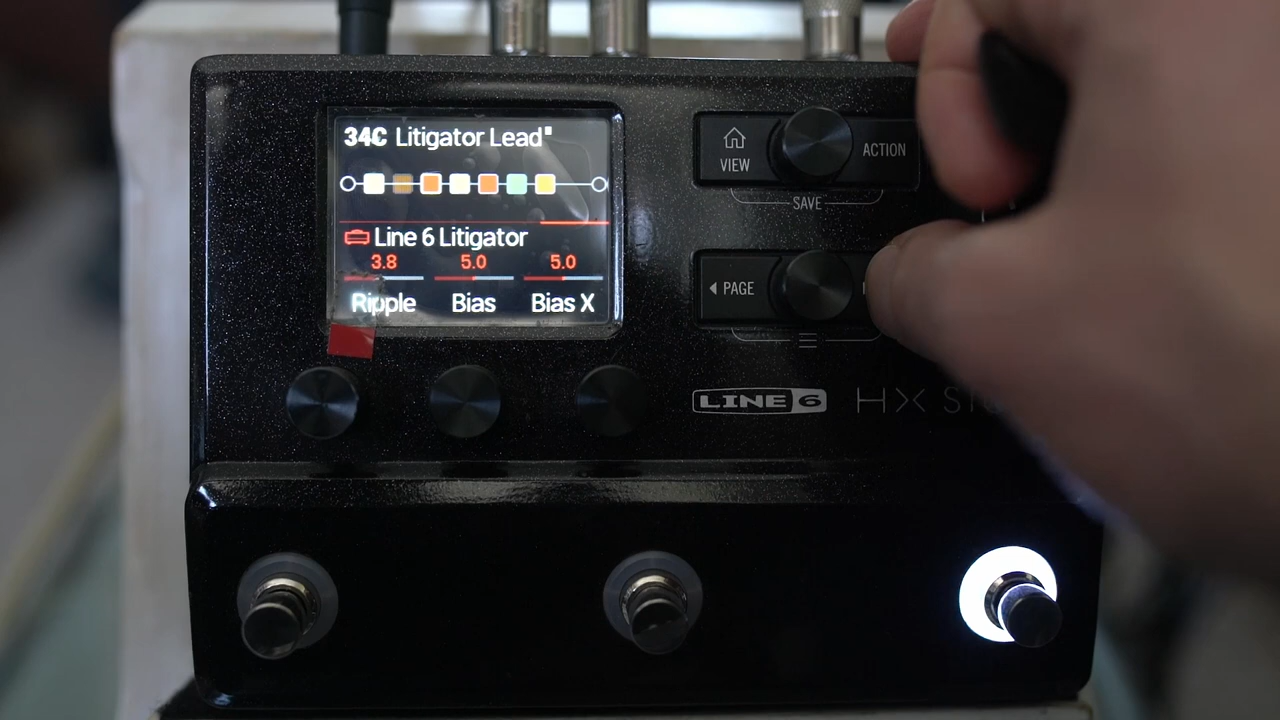 34C Litigator Lead
Line 6 Litigator
3.8 5.0 5.0
Ripple Bias Bias X
VIEW
ACTION
SAVE
PAGE
LINE 6 HX